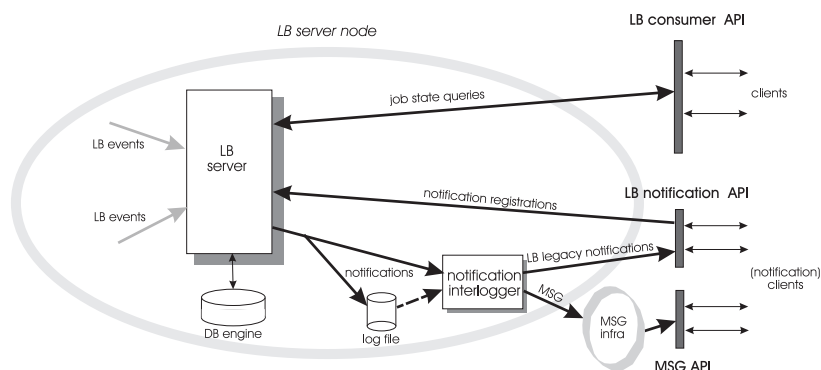 LB consumer API
LB server node
job state queries
clients
LB events
LB
server
notification registrations
LB notification API
LB events
LB legacy notifications
notifications
notification
interlogger
(notification)
clients
MSG
MSG
infra
DB engine
log file
MSG API